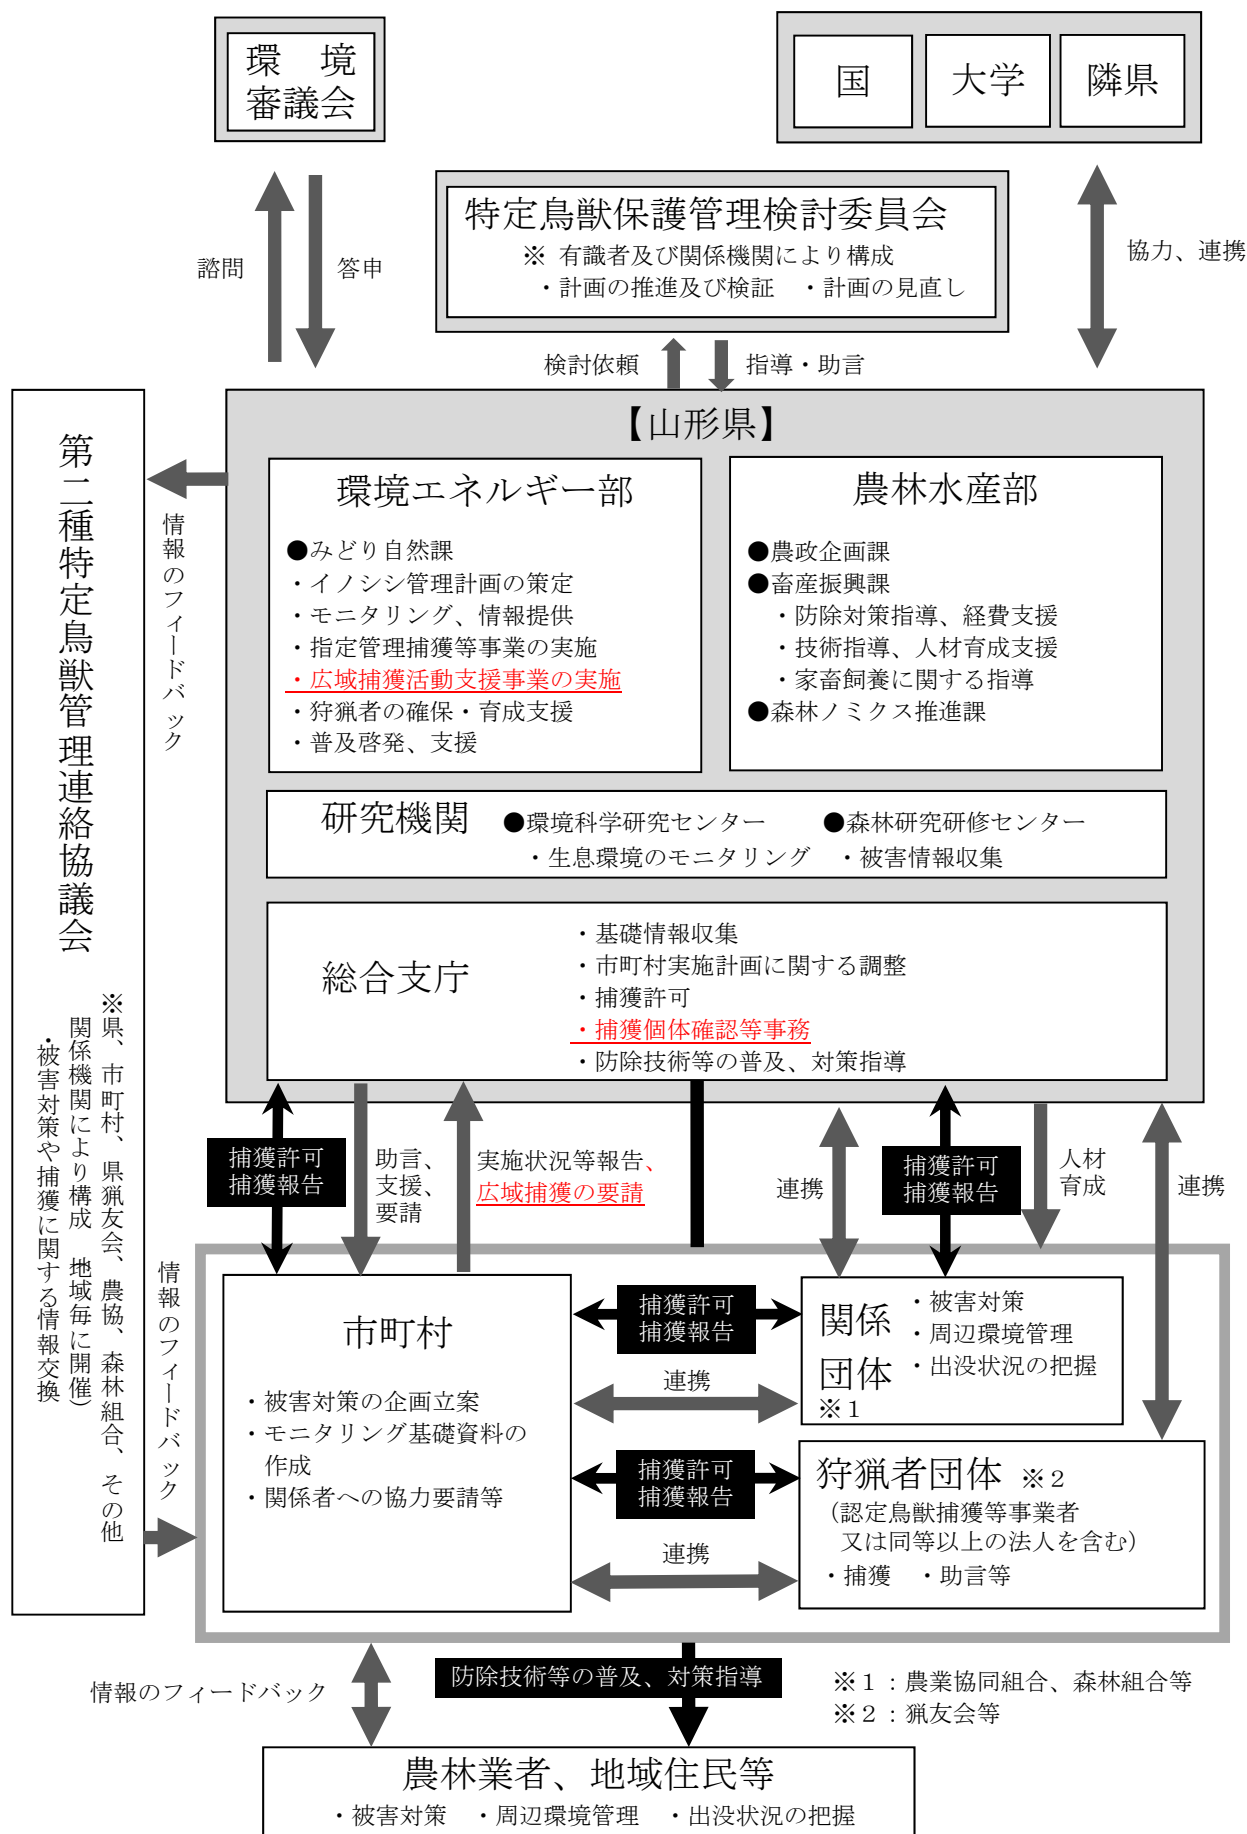 環　境
審議会
国
大学
隣県
特定鳥獣保護管理検討委員会
※ 有識者及び関係機関により構成
・計画の推進及び検証　・計画の見直し
諮問
答申
協力、連携
検討依頼
指導・助言
【山形県】
環境エネルギー部
●みどり自然課
・イノシシ管理計画の策定
・モニタリング、情報提供
・指定管理捕獲等事業の実施
・広域捕獲活動支援事業の実施
・狩猟者の確保・育成支援
・普及啓発、支援
農林水産部
●農政企画課
●畜産振興課
・防除対策指導、経費支援
・技術指導、人材育成支援
・家畜飼養に関する指導
●森林ノミクス推進課
研究機関
●環境科学研究センター
●森林研究研修センター
・生息環境のモニタリング
・被害情報収集
総合支庁
・基礎情報収集
・市町村実施計画に関する調整
・捕獲許可
・捕獲個体確認等事務
・防除技術等の普及、対策指導
第二種特定鳥獣管理連絡協議会
※県、市町村、県猟友会、農協、森林組合、その他
関係機関により構成　地域毎に開催）
・被害対策や捕獲に関する情報交換
情報のフィードバック
情報のフィードバック
捕獲許可
捕獲報告
助言、
支援、
要請
実施状況等報告、
広域捕獲の要請
連携
捕獲許可
捕獲報告
人材
育成
連携
市町村
・被害対策の企画立案
・モニタリング基礎資料の
作成
・関係者への協力要請等
捕獲許可
捕獲報告
連携
捕獲許可
捕獲報告
連携
関係
団体
※１
・被害対策
・周辺環境管理
・出没状況の把握
狩猟者団体 ※２
（認定鳥獣捕獲等事業者
又は同等以上の法人を含む）
・捕獲　・助言等
情報のフィードバック
防除技術等の普及、対策指導
※１：農業協同組合、森林組合等
※２：猟友会等
農林業者、地域住民等
・被害対策　・周辺環境管理　・出没状況の把握